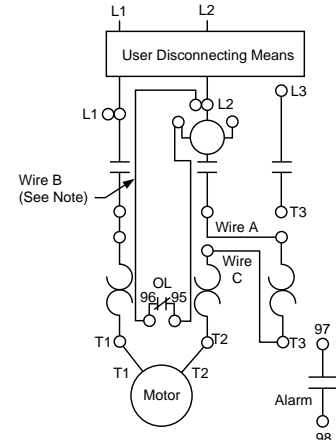 L1
L2
User Disconnecting Means
L3
L1
L2
Wire B
(See Note)
T3
Wire A
Wire
C
OL
96
95
T1
T2
T3
97
T1
T2
Motor
Alarm
98